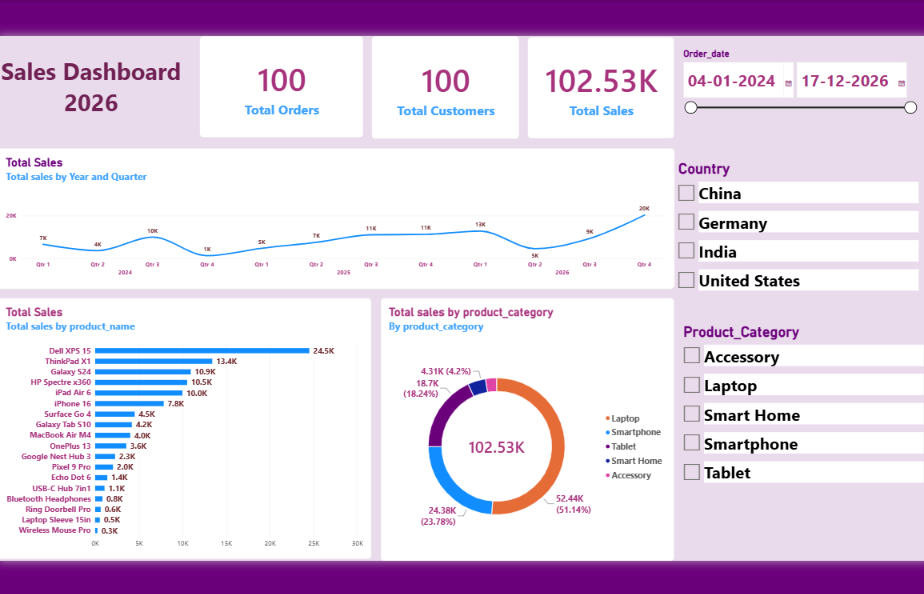 Sales Dashboard
2026
100
Total Orders
100
Total Customers
102.53K
Total Sales
Order_date
04-01-2024
17-12-2026
Total Sales
Total sales by Year and Quarter
20K
0K
7K
4K
10K
1K
5K
7K
11K
11K
13K
5K
9K
20K
Qtr 1
Qtr 2
Qtr 3
Qtr 4
Qtr 1
Qtr 2
Qtr 3
Qtr 4
Qtr 1
Qtr 2
Qtr 3
Qtr 4
2024
2025
2026
Country
China
Germany
India
United States
Total Sales
Total sales by product_name
Dell XPS 15 24.5K
ThinkPad X1 13.4K
Galaxy S24 10.9K
HP Spectre x360 10.5K
iPad Air 6 10.0K
iPhone 16 7.8K
Surface Go 4 4.5K
Galaxy Tab S10 4.2K
MacBook Air M4 4.0K
OnePlus 13 3.6K
Google Nest Hub 3 2.3K
Pixel 9 Pro 2.0K
Echo Dot 6 1.4K
USB-C Hub 7in1 1.1K
Bluetooth Headphones 0.8K
Ring Doorbell Pro 0.6K
Laptop Sleeve 15in 0.5K
Wireless Mouse Pro 0.3K
0K 5K 10K 15K 20K 25K 30K
Total sales by product_category
By product_category
4.31K (4.2%)
18.7K
(18.24%)
102.53K
24.38K
(23.78%)
52.44K
(51.14%)
Laptop
Smartphone
Tablet
Smart Home
Accessory
Product_Category
Accessory
Laptop
Smart Home
Smartphone
Tablet